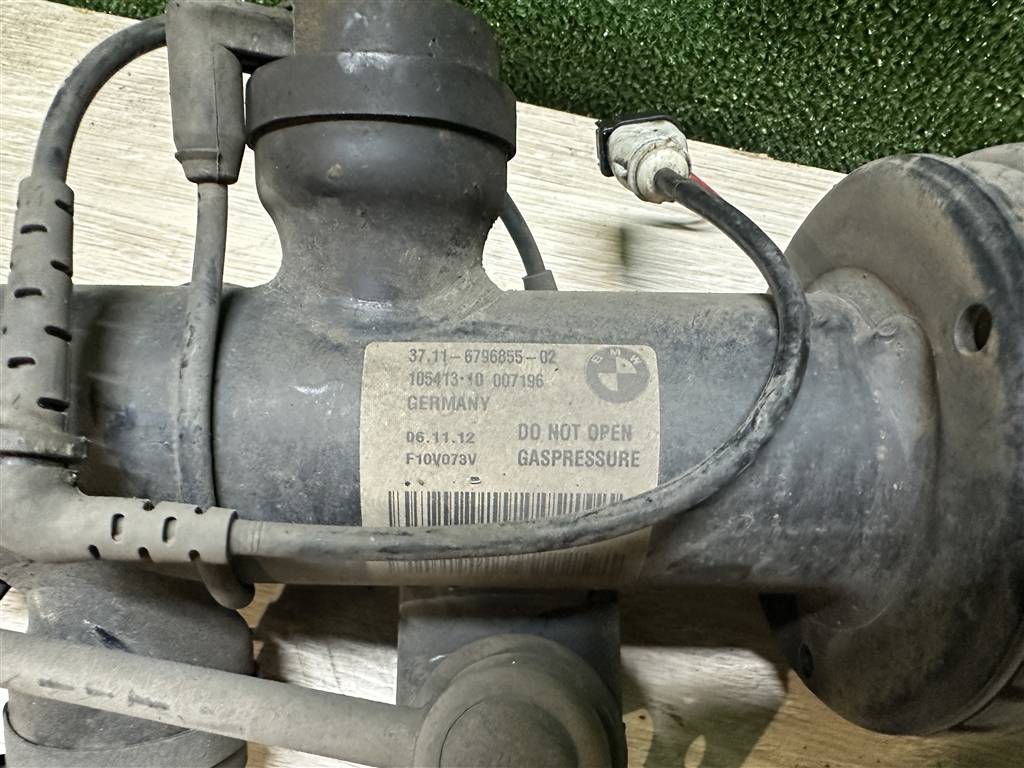 37.11-6796855-02
105413-10 007196
GERMANY
BMW
06.11.12
F10V073V
DO NOT OPEN
GASPRESSURE